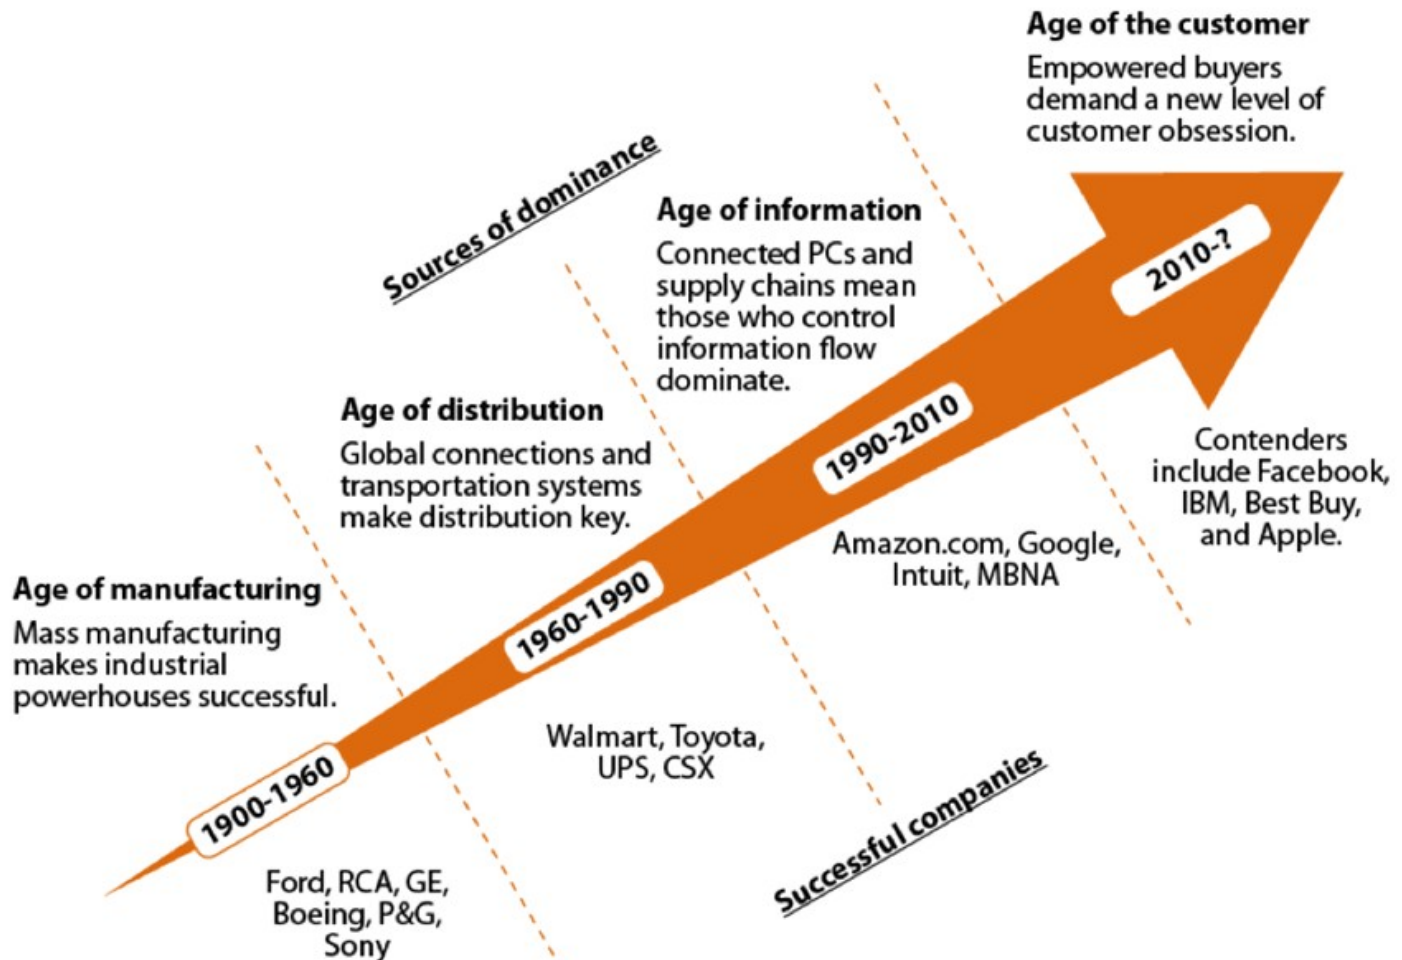 Age of the customer
Empowered buyers
demand a new level of
customer obsession.
Sources of dominance
Age of information
Connected PCs and
supply chains mean
those who control
information flow
dominate.
Age of distribution
Global connections and
transportation systems
make distribution key.
Age of manufacturing
Mass manufacturing
makes industrial
powerhouses successful.
1900-1960
1960-1990
1990-2010
2010-?
Ford, RCA, GE,
Boeing, P&G,
Sony
Walmart, Toyota,
UPS, CSX
Amazon.com, Google,
Intuit, MBNA
Contenders
include Facebook,
IBM, Best Buy,
and Apple.
Successful companies